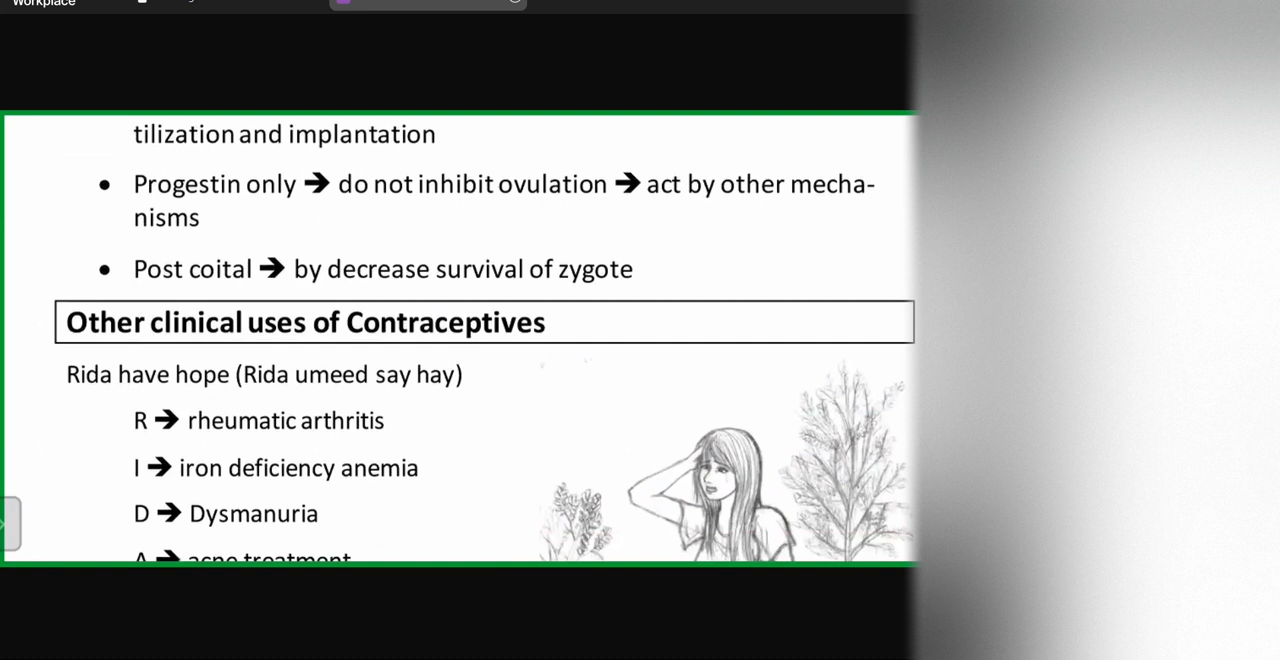 Workplace
tilization and implantation
• Progestin only ➔ do not inhibit ovulation ➔ act by other mecha-
nisms
• Post coital ➔ by decrease survival of zygote
Other clinical uses of Contraceptives
Rida have hope (Rida umeed say hay)
R ➔ rheumatic arthritis
I ➔ iron deficiency anemia
D ➔ Dysmanuria
A ➔ acne treatment